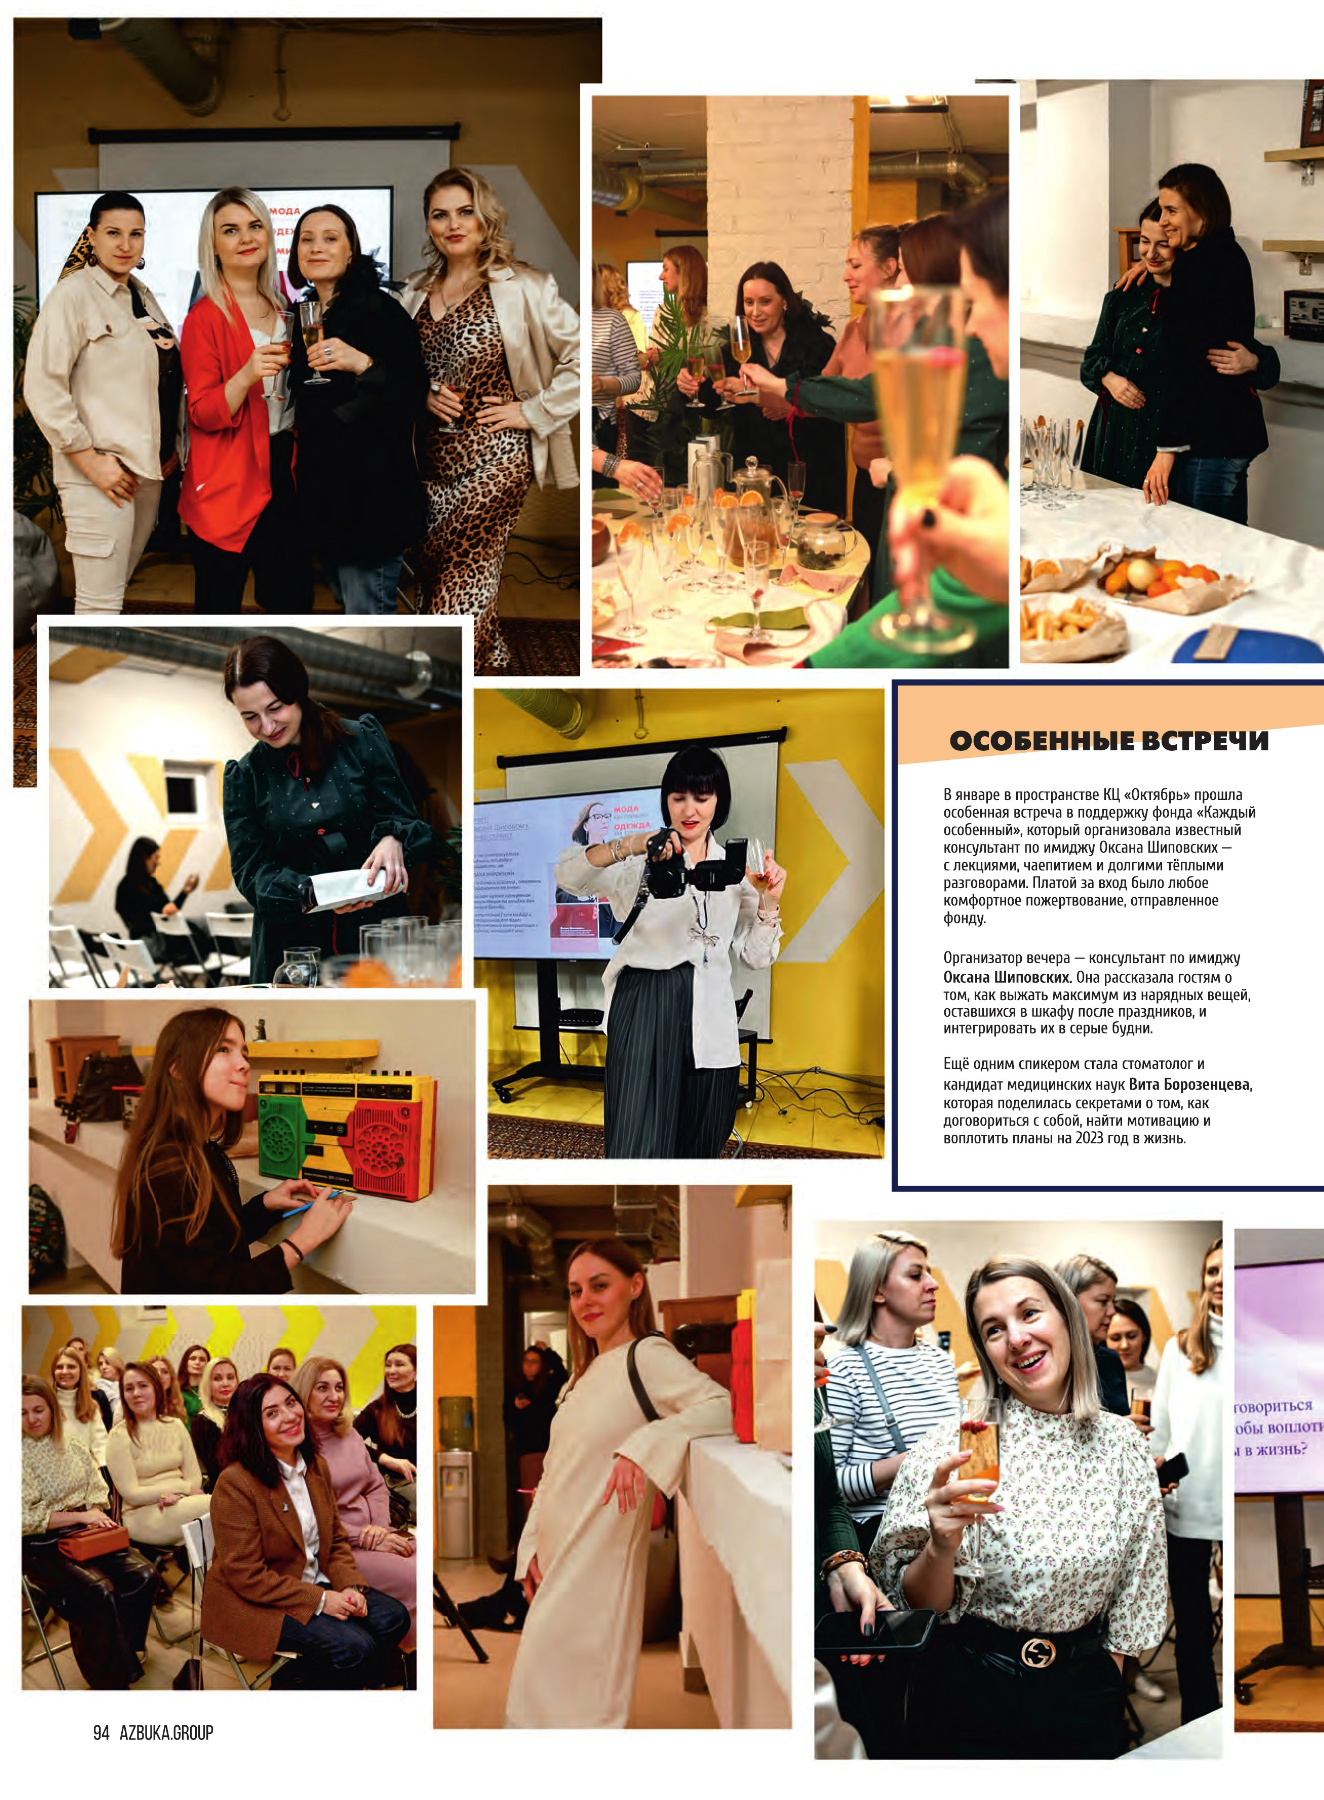 МОДА
ОСОБЕННЫЕ ВСТРЕЧИ
В январе в пространстве КЦ «Октябрь» прошла
особенная встреча в поддержку фонда «Каждый
особенный», который организовала известный
консультант по имиджу Оксана Шиповских —
с лекциями, чаепитием и долгими тёплыми
разговорами. Платой за вход было любое
комфортное пожертвование, отправленное
фонду.
Организатор вечера — консультант по имиджу
Оксана Шиповских. Она рассказала гостям о
том, как выжать максимум из нарядных вещей,
оставшихся в шкафу после праздников, и
интегрировать их в серые будни.
Ещё одним спикером стала стоматолог и
кандидат медицинских наук Вита Борозенцева,
которая поделилась секретами о том, как
договориться с собой, найти мотивацию и
воплотить планы на 2023 год в жизнь.
МОДА
ОДЕЖДА
говориться
обы воплоти
ы в жизнь?
94 AZBUKA.GROUP